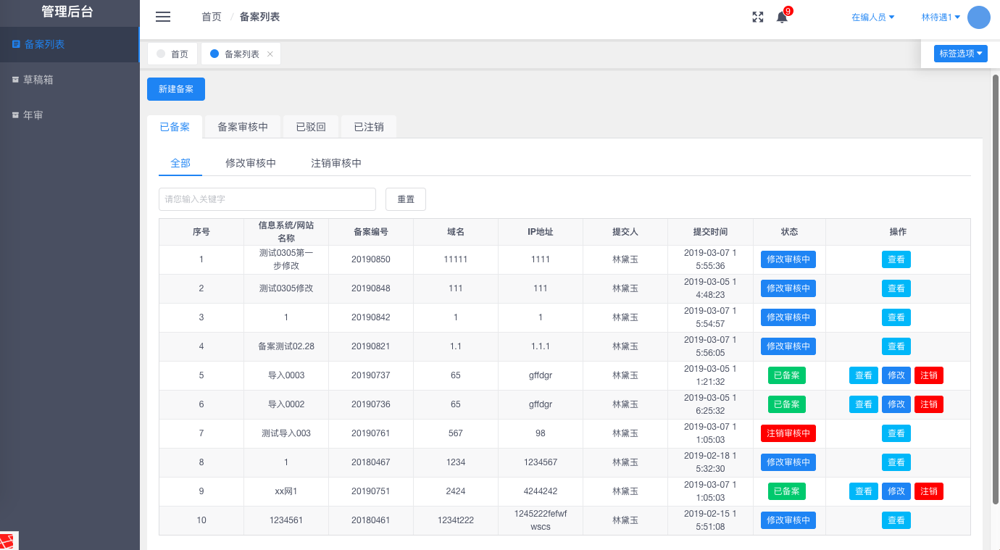 管理后台
首页 / 备案列表
9
在编人员
林待遇1
备案列表
草稿箱
年审
首页
备案列表
标签选项
新建备案
已备案 备案审核中 已驳回 已注销
全部 修改审核中 注销审核中
请您输入关键字 重置
序号 信息系统/网站名称 备案编号 域名 IP地址 提交人 提交时间 状态 操作
1 测试0305第一步修改 20190850 11111 1111 林黛玉 2019-03-07 15:55:36 修改审核中 查看
2 测试0305修改 20190848 111 111 林黛玉 2019-03-05 14:48:23 修改审核中 查看
3 1 20190842 1 1 林黛玉 2019-03-07 15:54:57 修改审核中 查看
4 备案测试02.28 20190821 1.1 1.1.1 林黛玉 2019-03-07 15:56:05 修改审核中 查看
5 导入0003 20190737 65 gffdgr 林黛玉 2019-03-05 11:21:32 已备案 查看 修改 注销
6 导入0002 20190736 65 gffdgr 林黛玉 2019-03-05 16:25:32 已备案 查看 修改 注销
7 测试导入003 20190761 567 98 林黛玉 2019-03-07 11:05:03 注销审核中 查看
8 1 20180467 1234 1234567 林黛玉 2019-02-18 15:32:30 修改审核中 查看
9 xx网1 20190751 2424 4244242 林黛玉 2019-03-07 11:05:03 已备案 查看 修改 注销
10 1234561 20180461 1234t222 1245222fefwfwscs 林黛玉 2019-02-15 15:51:08 修改审核中 查看